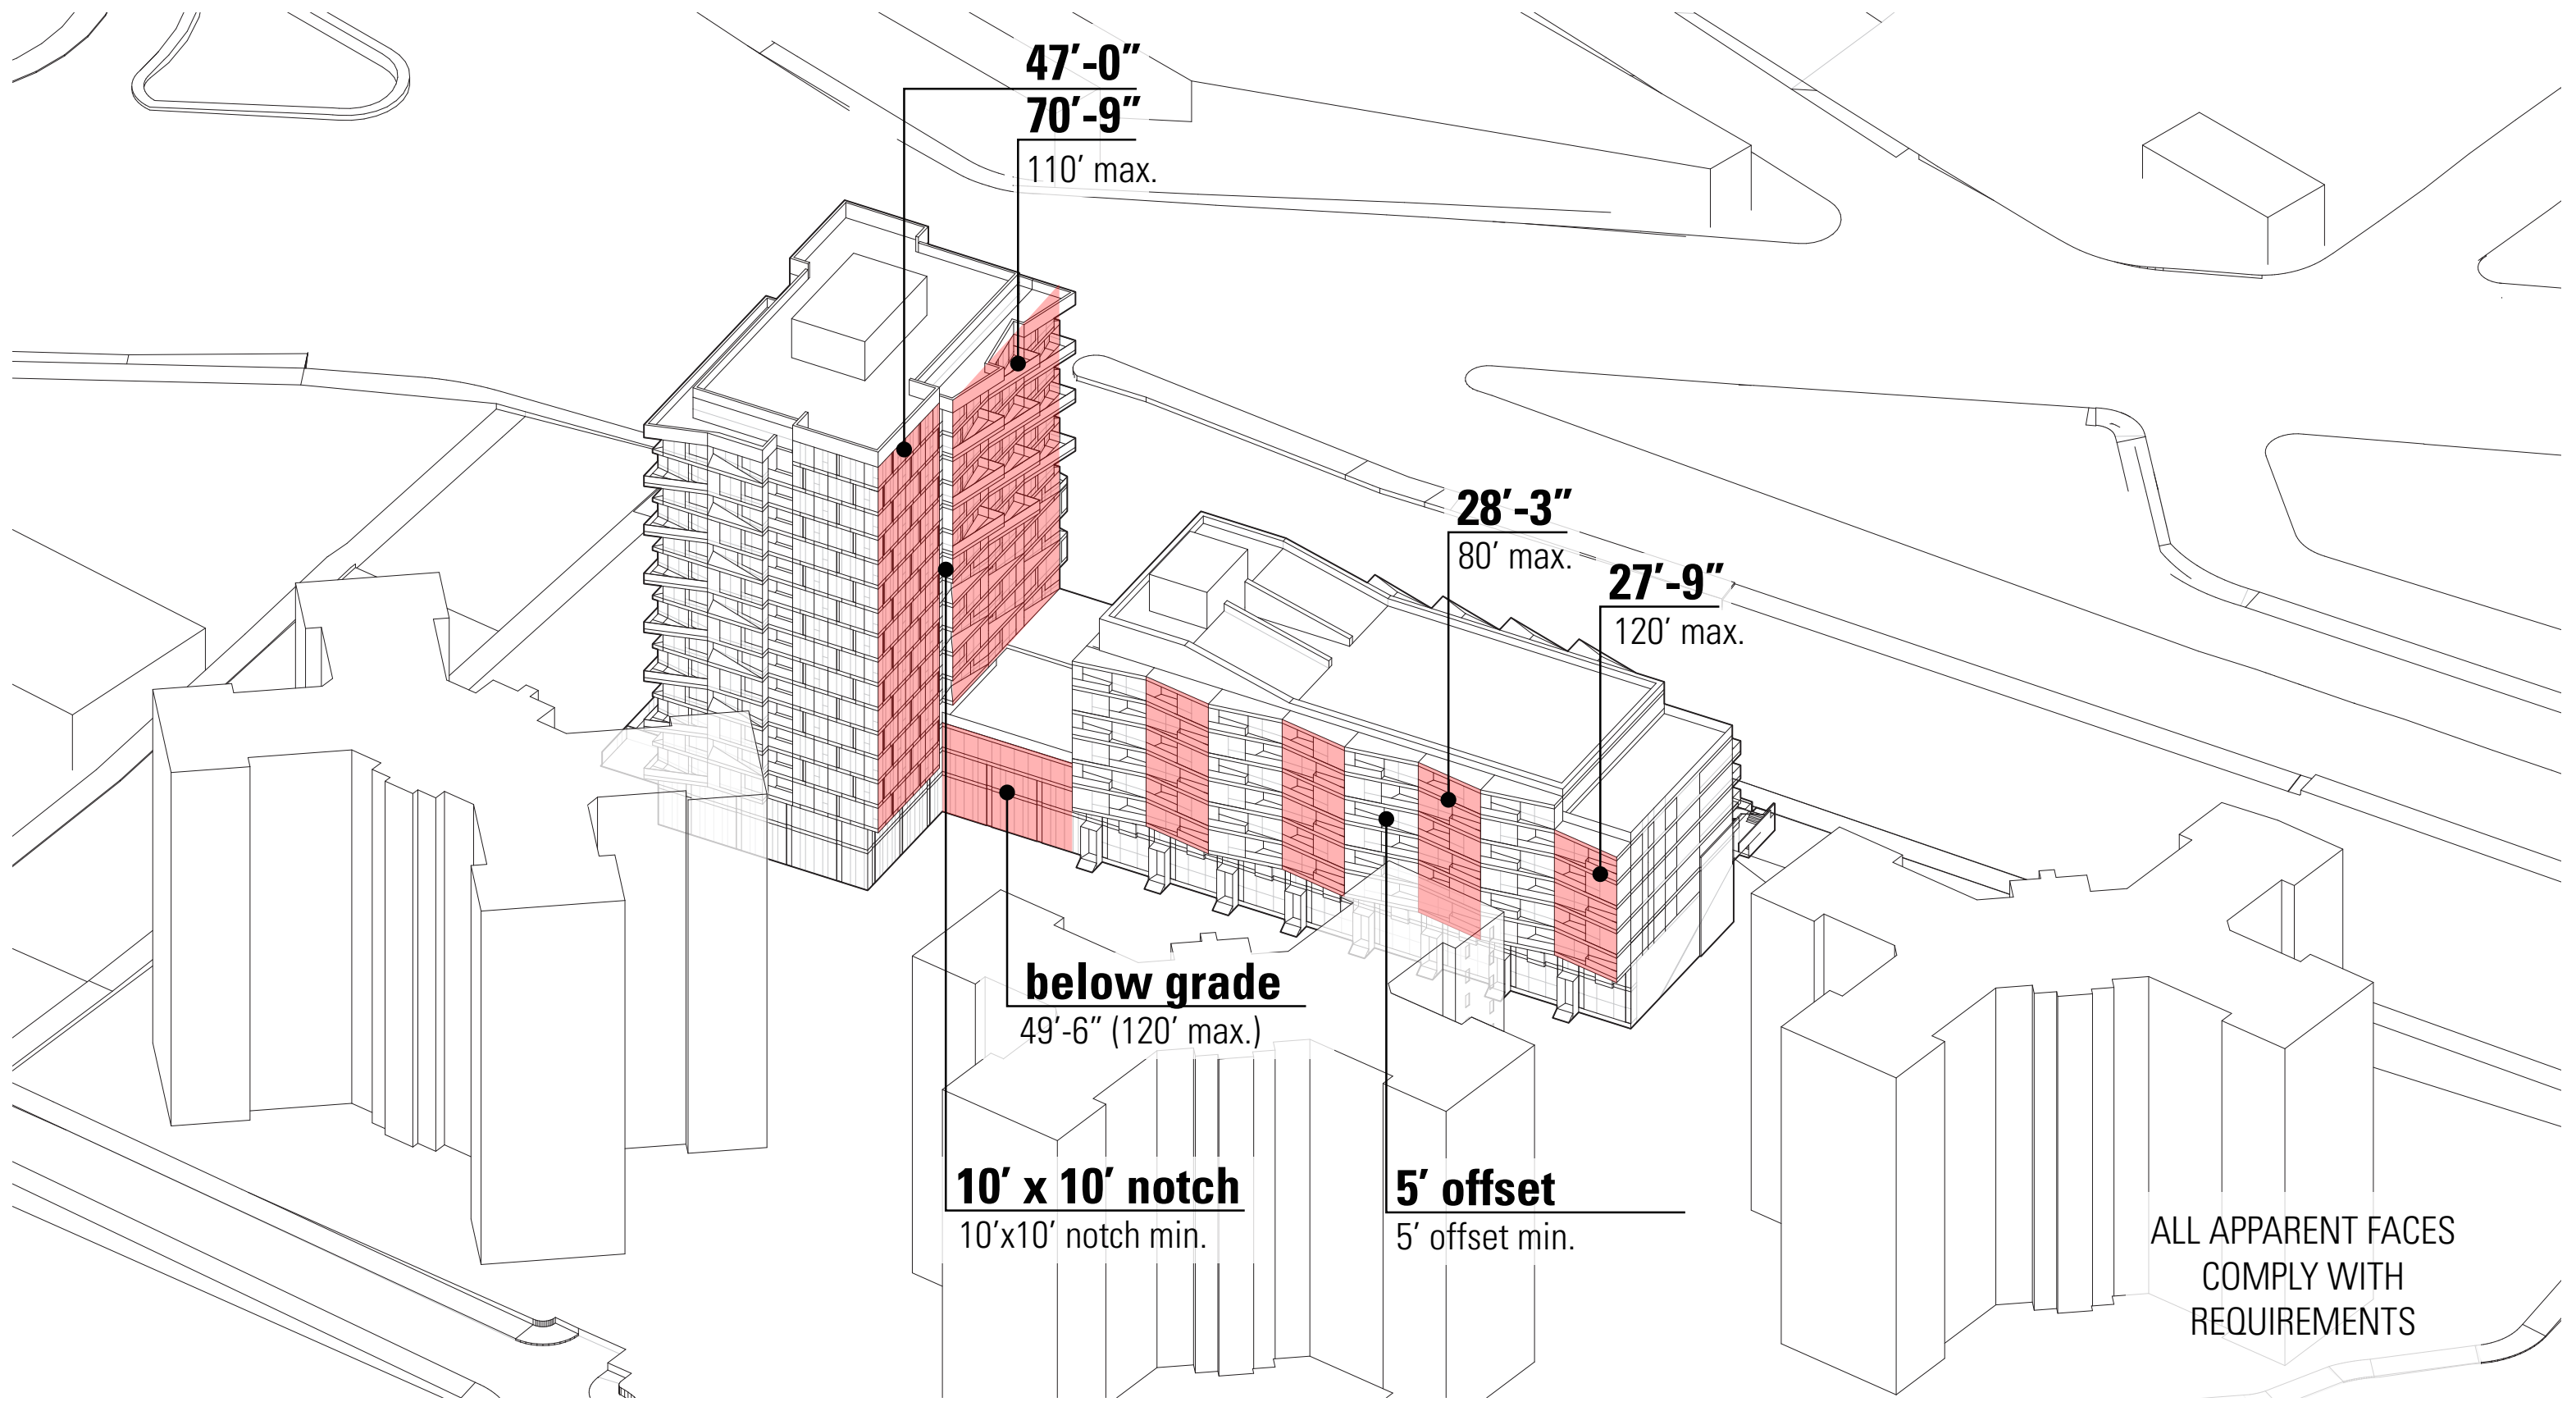 47′-0″
70′-9″
110′ max.
28′-3″
80′ max.
27′-9″
120′ max.
below grade
49′-6″ (120′ max.)
10′ x 10′ notch
10′x10′ notch min.
5′ offset
5′ offset min.
ALL APPARENT FACES
COMPLY WITH
REQUIREMENTS